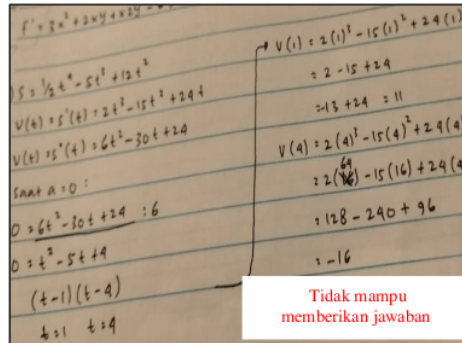 f' = 3x² + 2xy + x2y
)S = ½t⁴ - 5t³ + 12t²
V(t) = s'(t) = 2t³ - 15t² + 24t
V(t) = s"(t) = 6t² - 30t + 24
saat a = 0 :
0 = 6t² - 30t + 24 : 6
0 = t² - 5t + 4
(t-1)(t-4)
t = 1 t = 4
V(1) = 2(1)³ - 15(1)² + 24(1)
= 2 - 15 + 24
= -13 + 24 = 11
V(4) = 2(4)³ - 15(4)² + 24(4
= 2(64) - 15(16) + 24(4
= 128 - 240 + 96
= -16
Tidak mampu
memberikan jawaban